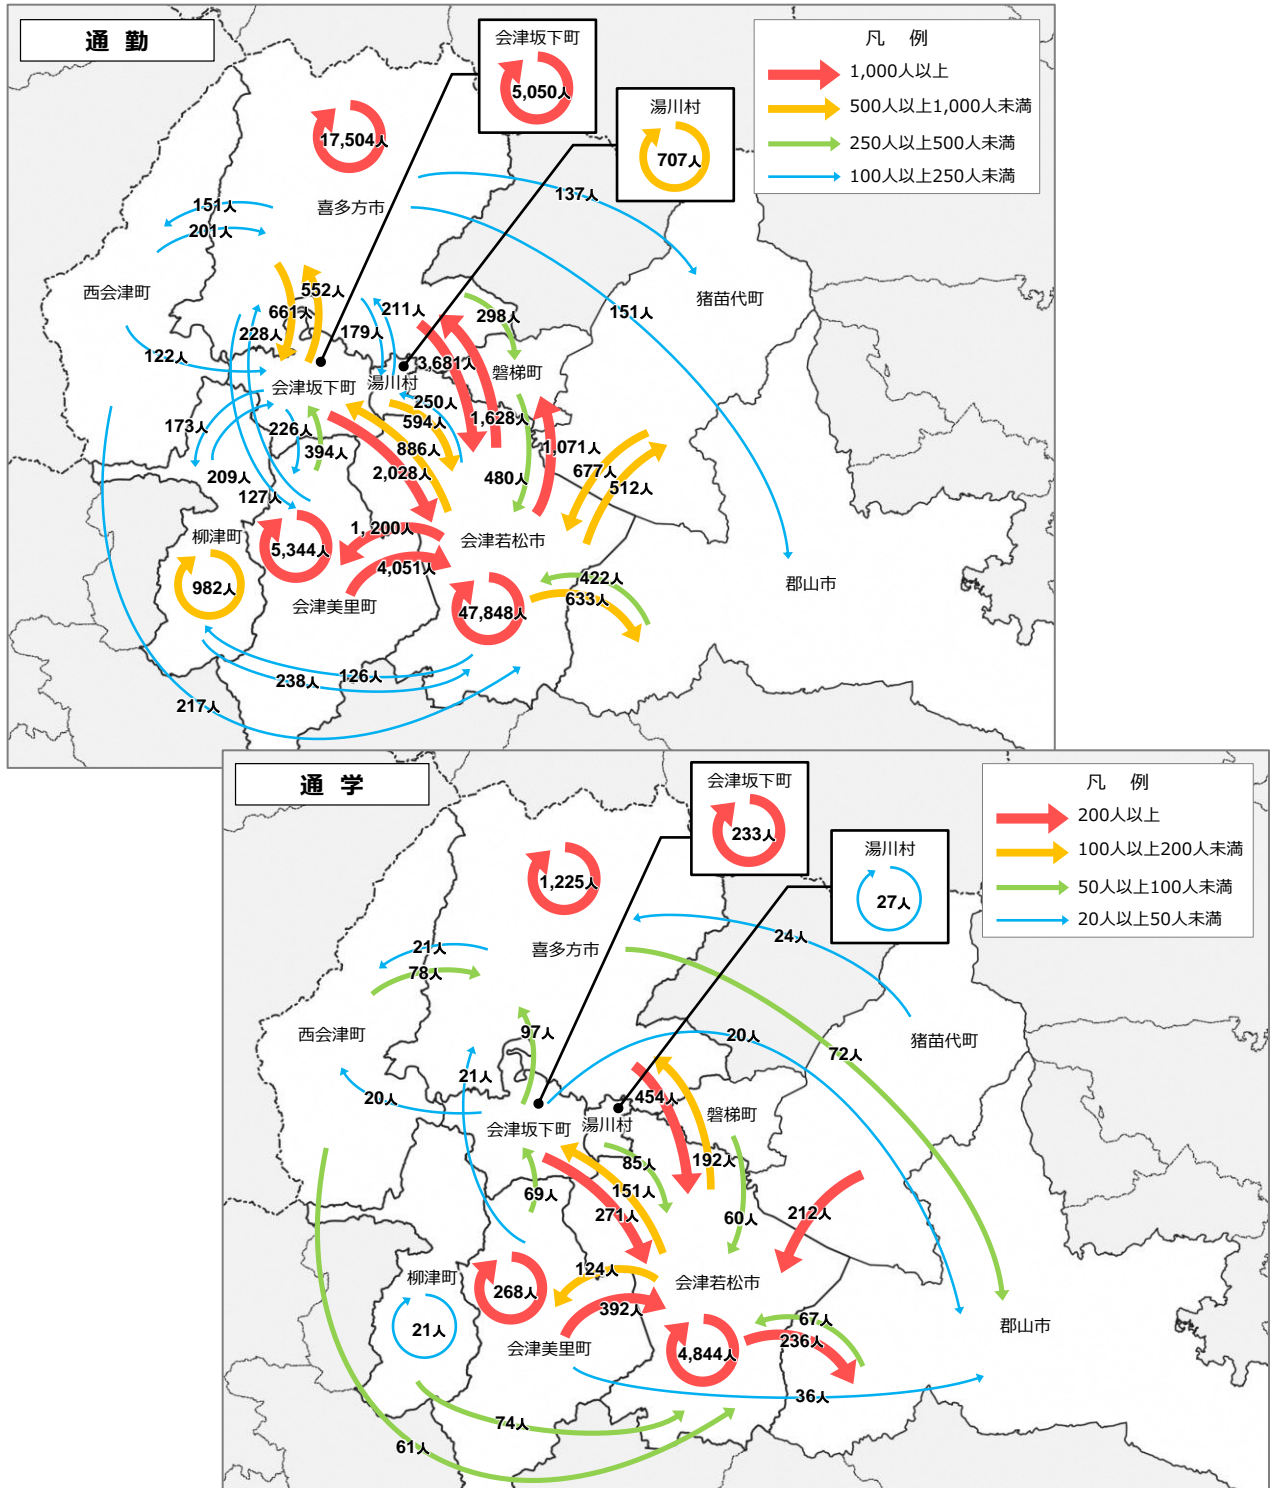 通 勤
会津坂下町
5,050人
湯川村
707人
凡 例
1,000人以上
500人以上1,000人未満
250人以上500人未満
100人以上250人未満
17,504人
喜多方市
137人
151人
201人
西会津町
猪苗代町
552人
661人
228人
211人
179人
298人
151人
122人
3,681人
磐梯町
会津坂下町
湯川村
250人
594人
1,628人
173人
226人
394人
886人
1,071人
2,028人
480人
677人
512人
209人
127人
柳津町
1,200人
会津若松市
5,344人
4,051人
982人
422人
郡山市
会津美里町
47,848人
633人
126人
238人
217人
通 学
会津坂下町
233人
湯川村
27人
凡 例
200人以上
100人以上200人未満
50人以上100人未満
20人以上50人未満
1,225人
24人
21人
喜多方市
78人
西会津町
97人
20人
猪苗代町
72人
21人
20人
454人
磐梯町
会津坂下町
湯川村
85人
192人
69人
151人
271人
60人
212人
124人
柳津町
会津若松市
268人
392人
21人
67人
郡山市
会津美里町
4,844人
236人
36人
74人
61人